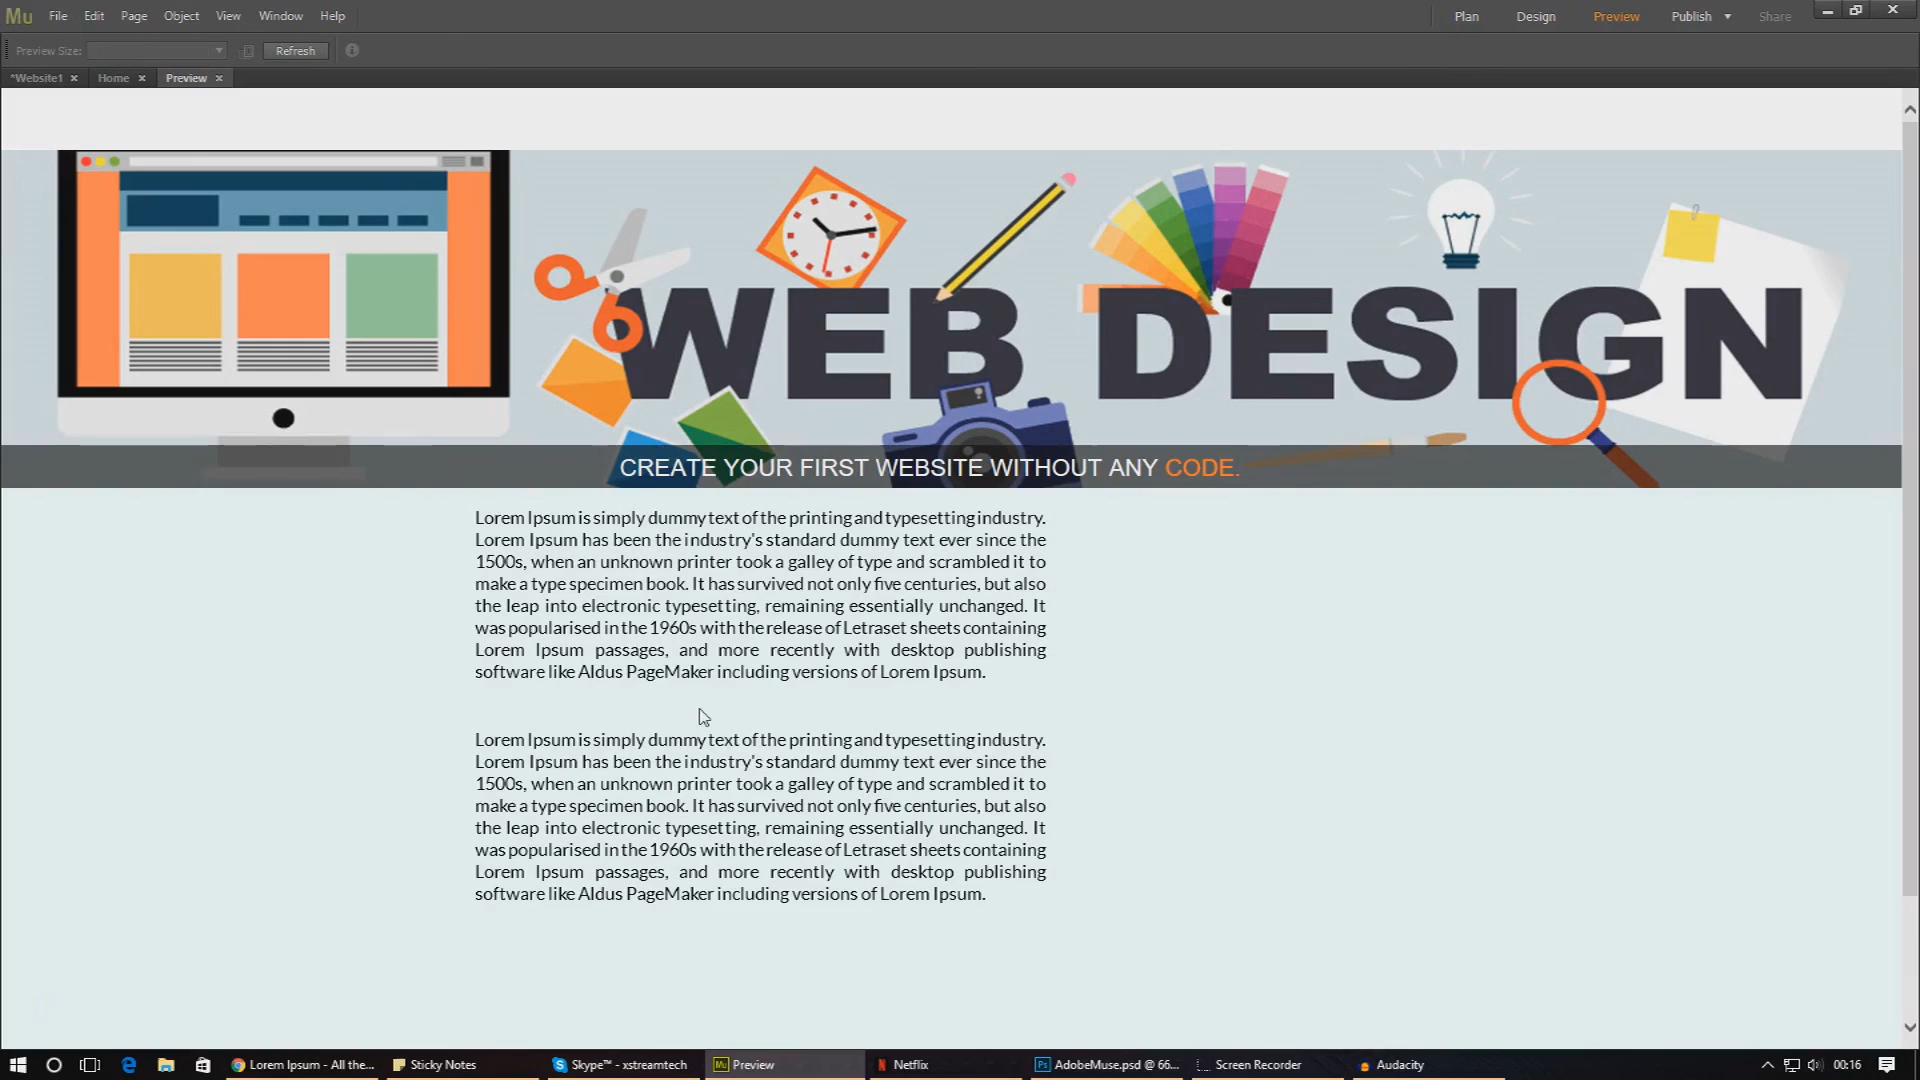 Mu File Edit Page Object View Window Help Plan Design Preview Publish Share
Preview Size: Refresh
*Website1 Home Preview
WEB DESIGN
CREATE YOUR FIRST WEBSITE WITHOUT ANY CODE.
Lorem Ipsum is simply dummy text of the printing and typesetting industry.
Lorem Ipsum has been the industry's standard dummy text ever since the
1500s, when an unknown printer took a galley of type and scrambled it to
make a type specimen book. It has survived not only five centuries, but also
the leap into electronic typesetting, remaining essentially unchanged. It
was popularised in the 1960s with the release of Letraset sheets containing
Lorem Ipsum passages, and more recently with desktop publishing
software like Aldus PageMaker including versions of Lorem Ipsum.
Lorem Ipsum is simply dummy text of the printing and typesetting industry.
Lorem Ipsum has been the industry's standard dummy text ever since the
1500s, when an unknown printer took a galley of type and scrambled it to
make a type specimen book. It has survived not only five centuries, but also
the leap into electronic typesetting, remaining essentially unchanged. It
was popularised in the 1960s with the release of Letraset sheets containing
Lorem Ipsum passages, and more recently with desktop publishing
software like Aldus PageMaker including versions of Lorem Ipsum.
Lorem Ipsum - All the... Sticky Notes Skype™ - xstreamtech Mu Preview Netflix Ps AdobeMuse.psd @ 66... Screen Recorder Audacity 00:16